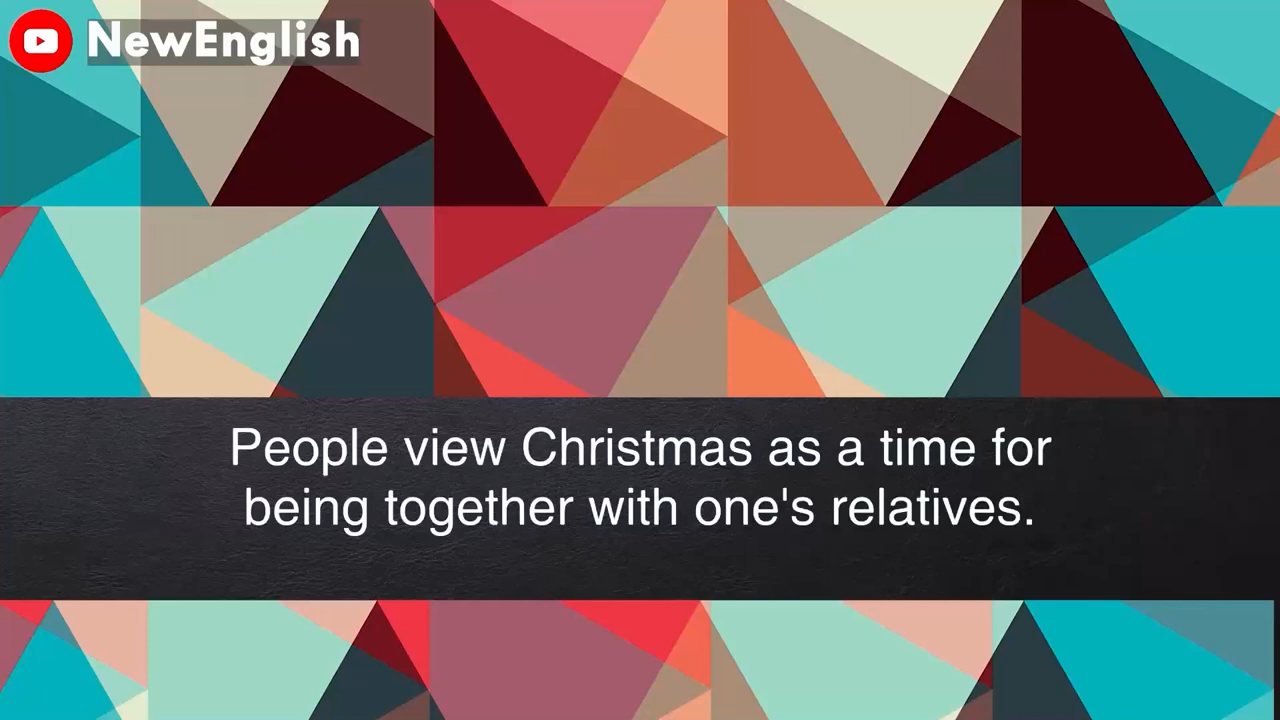 NewEnglish
People view Christmas as a time for
being together with one's relatives.